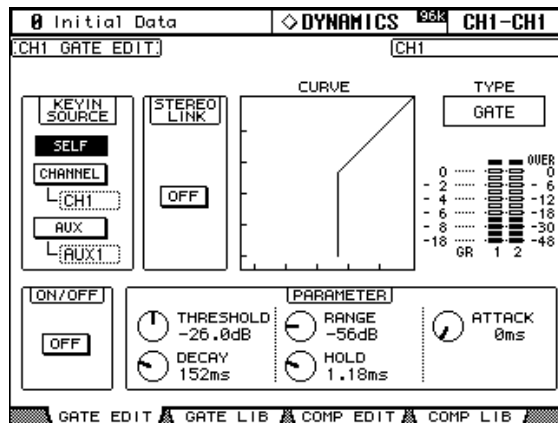 0 Initial Data
DYNAMICS 96K CH1-CH1
CH1 GATE EDIT
CH1
KEYIN SOURCE
SELF
CHANNEL
CH1
AUX
AUX1
STEREO LINK
OFF
CURVE
TYPE
GATE
OVER
0 0
- 2 - 6
- 4 -12
- 6 -18
- 8 -30
-18 -48
GR 1 2
ON/OFF
OFF
PARAMETER
THRESHOLD
-26.0dB
RANGE
-56dB
ATTACK
0ms
DECAY
152ms
HOLD
1.18ms
GATE EDIT GATE LIB COMP EDIT COMP LIB